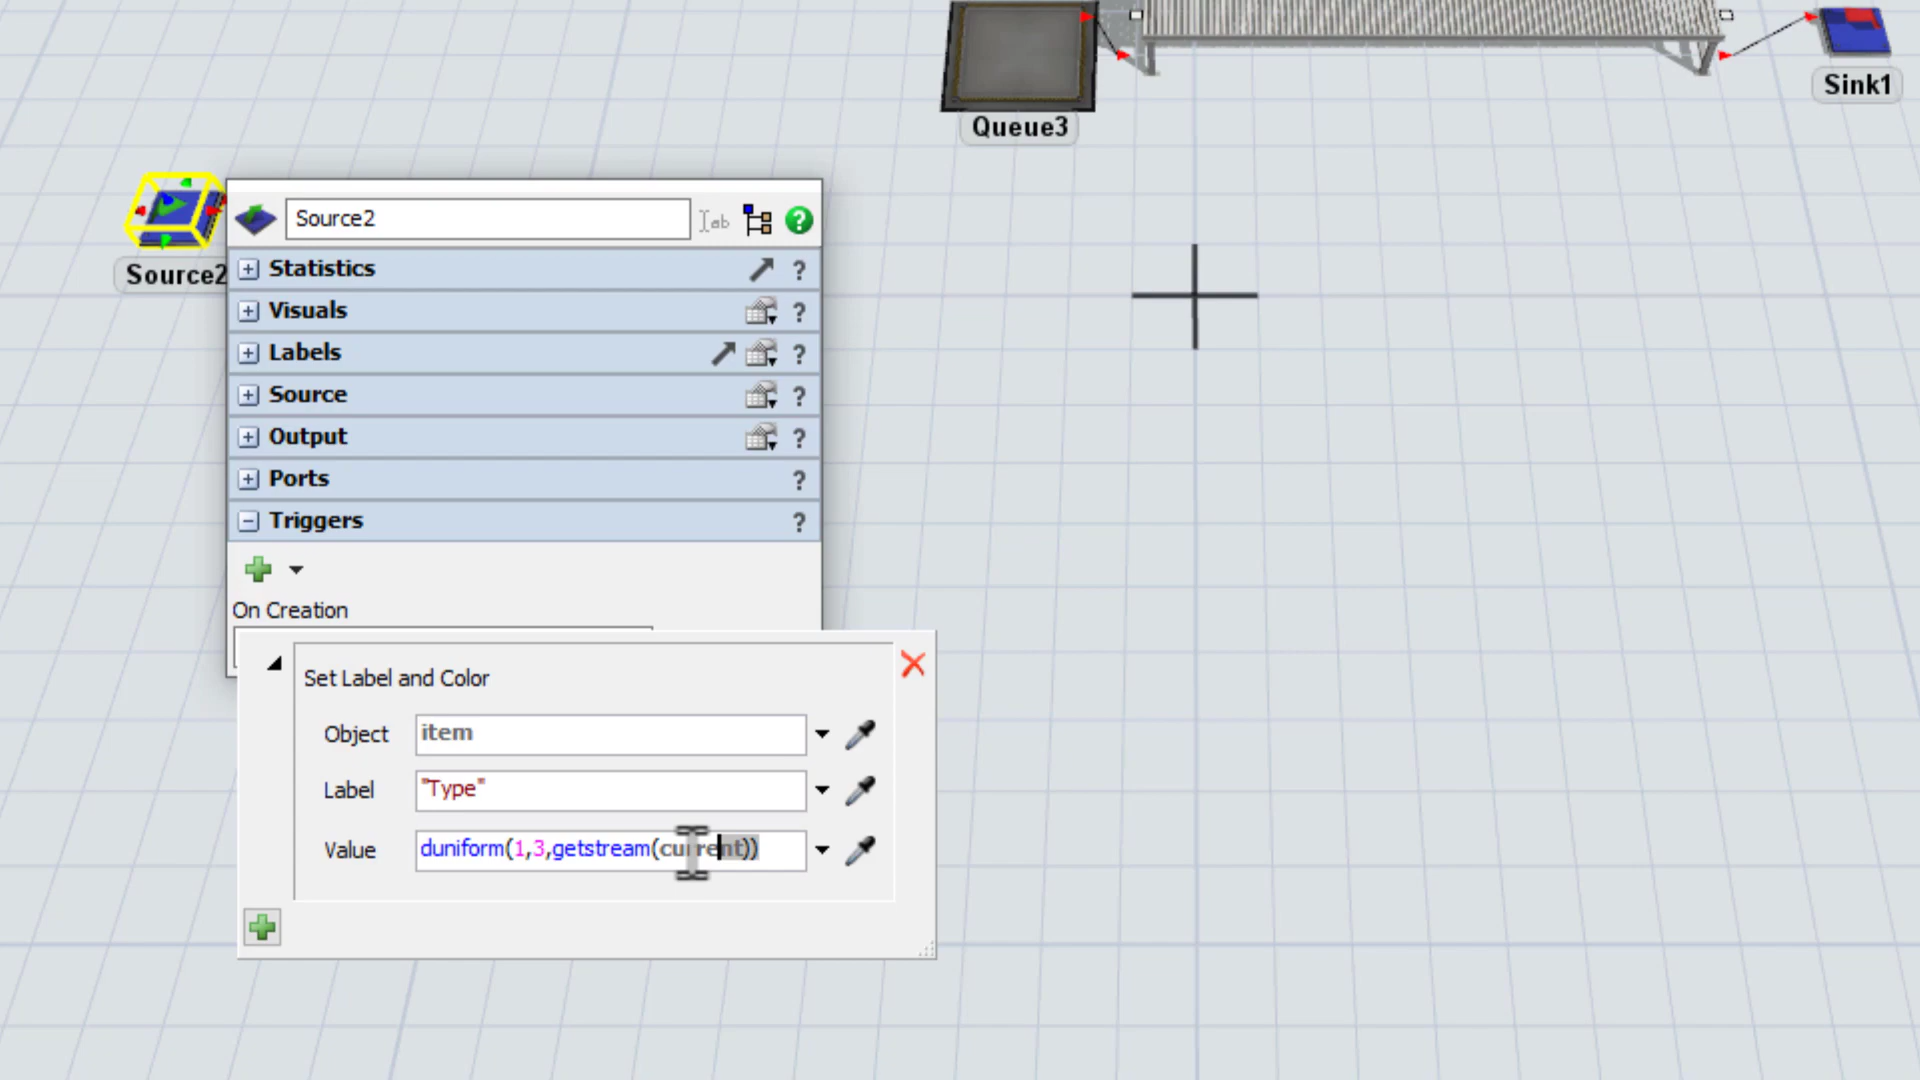 Queue3
Sink1
Source2
Source2
ab
?
Statistics
?
Visuals
?
Labels
?
Source
?
Output
?
Ports
?
Triggers
?
On Creation
Set Label and Color
Object
item
Label
"Type"
Value
duniform(1,3,getstream(current))